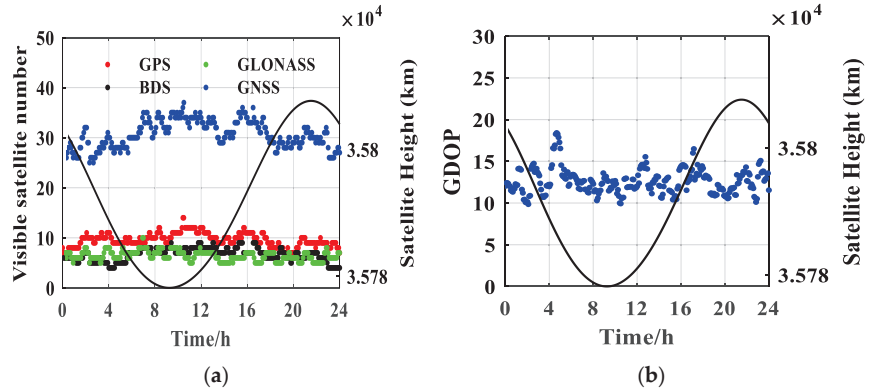 ×10⁴
50
40
30
20
10
0
GPS
GLONASS
BDS
GNSS
Visible satellite number
3.58
3.578
Satellite Height (km)
0 4 8 12 16 20 24
Time/h
(a)
×10⁴
30
25
20
15
10
5
0
GDOP
3.58
3.578
Satellite Height (km)
0 4 8 12 16 20 24
Time/h
(b)